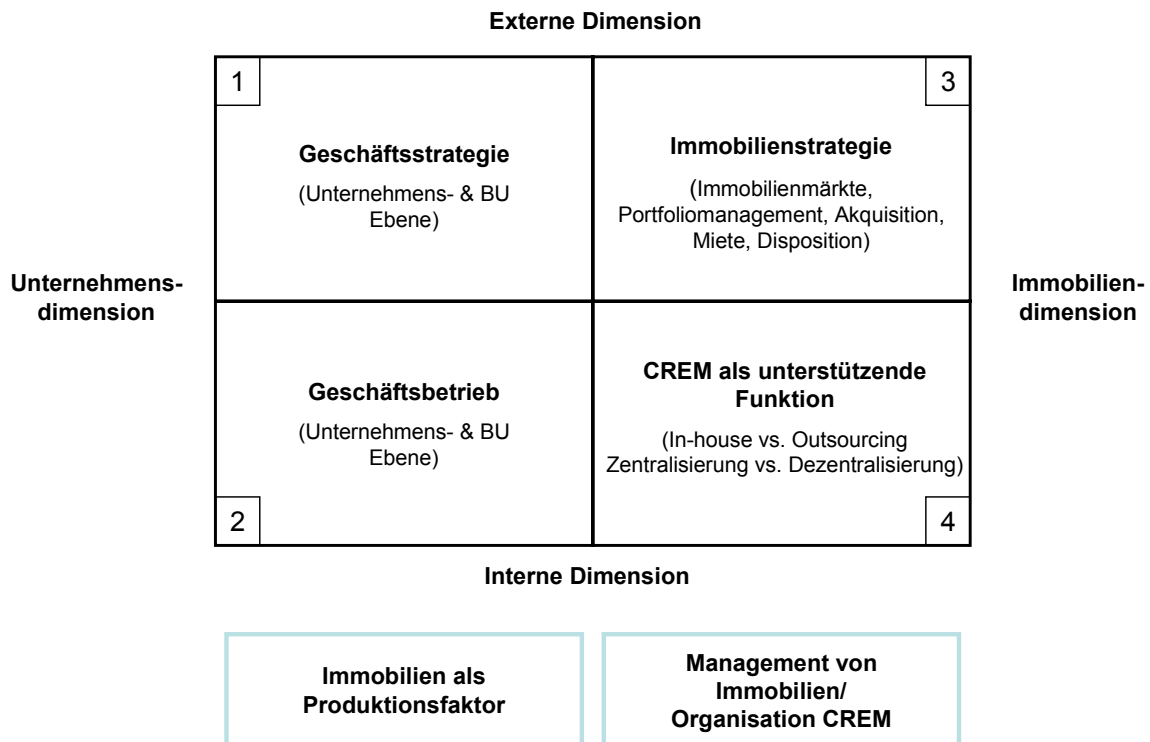 Externe Dimension
1
Geschäftsstrategie
(Unternehmens- & BU
Ebene)
3
Immobilienstrategie
(Immobilienmärkte,
Portfoliomanagement, Akquisition,
Miete, Disposition)
Unternehmens-
dimension
Immobilien-
dimension
Geschäftsbetrieb
(Unternehmens- & BU
Ebene)
2
CREM als unterstützende
Funktion
(In-house vs. Outsourcing
Zentralisierung vs. Dezentralisierung)
4
Interne Dimension
Immobilien als
Produktionsfaktor
Management von
Immobilien/
Organisation CREM